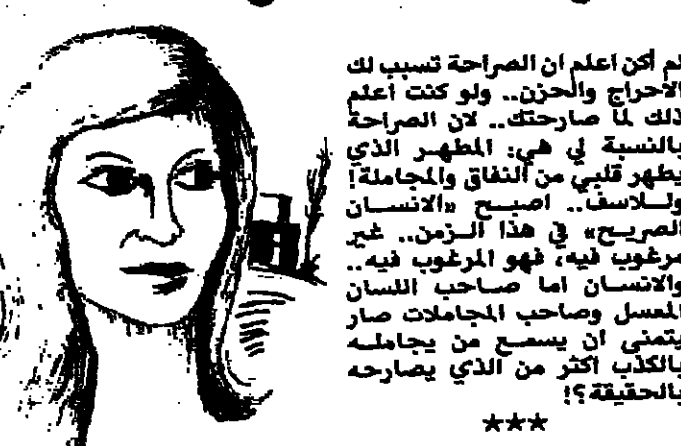 لم أكن اعلم ان الصراحة تسبب لك
الاحراج والحزن.. ولو كنت اعلم
ذلك لما صارحتك.. لان الصراحة
بالنسبة لي هي: المطهر الذي
يطهر قلبي من النفاق والمجاملة!
وللاسف.. اصبح «الانسان
الصريح» في هذا الزمن.. غير
مرغوب فيه، فهو المرغوب فيه..
والانسان اما صاحب اللسان
المعسل وصاحب المجاملات صار
يتمنى ان يسمع من يجامله
بالكذب اكثر من الذي يصارحه
بالحقيقة؟!
★★★